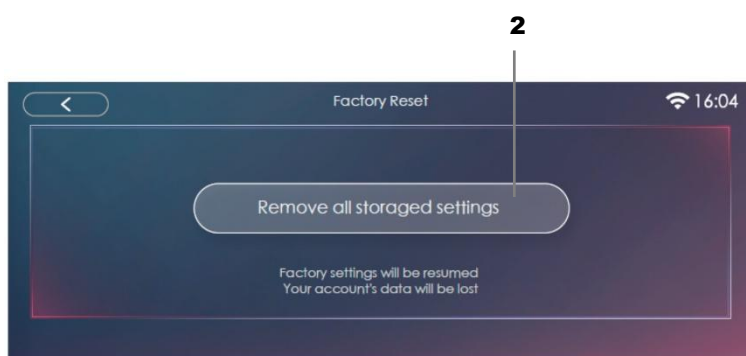 2
Factory Reset
16:04
Remove all storaged settings
Factory settings will be resumed
Your account's data will be lost